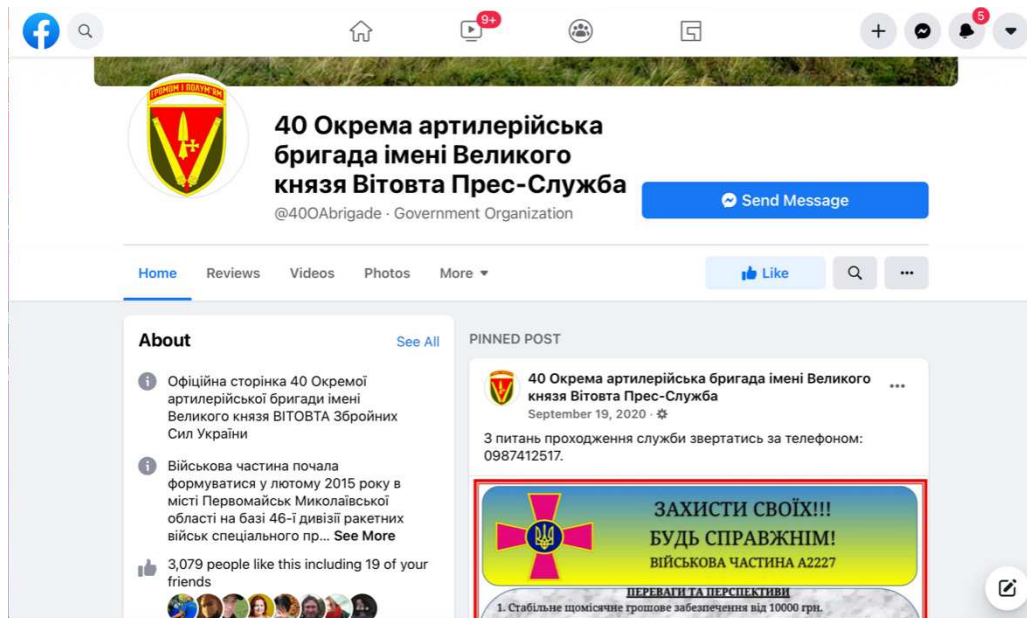 9+
5
ГРОМОМ І ПОЛУМ'ЯМ
40 Окрема артилерійська
бригада імені Великого
князя Вітовта Прес-Служба
@40OAbrigade · Government Organization
Send Message
Home Reviews Videos Photos More
Like
About
See All
Офіційна сторінка 40 Окремої
артилерійської бригади імені
Великого князя ВІТОВТА Збройних
Сил України
Військова частина почала
формуватися у лютому 2015 року в
місті Первомайськ Миколаївської
області на базі 46-ї дивізії ракетних
військ спеціального пр... See More
3,079 people like this including 19 of your
friends
PINNED POST
40 Окрема артилерійська бригада імені Великого
князя Вітовта Прес-Служба
September 19, 2020 ·
З питань проходження служби звертатись за телефоном:
0987412517.
ЗАХИСТИ СВОЇХ!!!
БУДЬ СПРАВЖНІМ!
ВІЙСЬКОВА ЧАСТИНА А2227
ПЕРЕВАГИ ТА ПЕРСПЕКТИВИ
1. Стабільне щомісячне грошове забезпечення від 10000 грн.